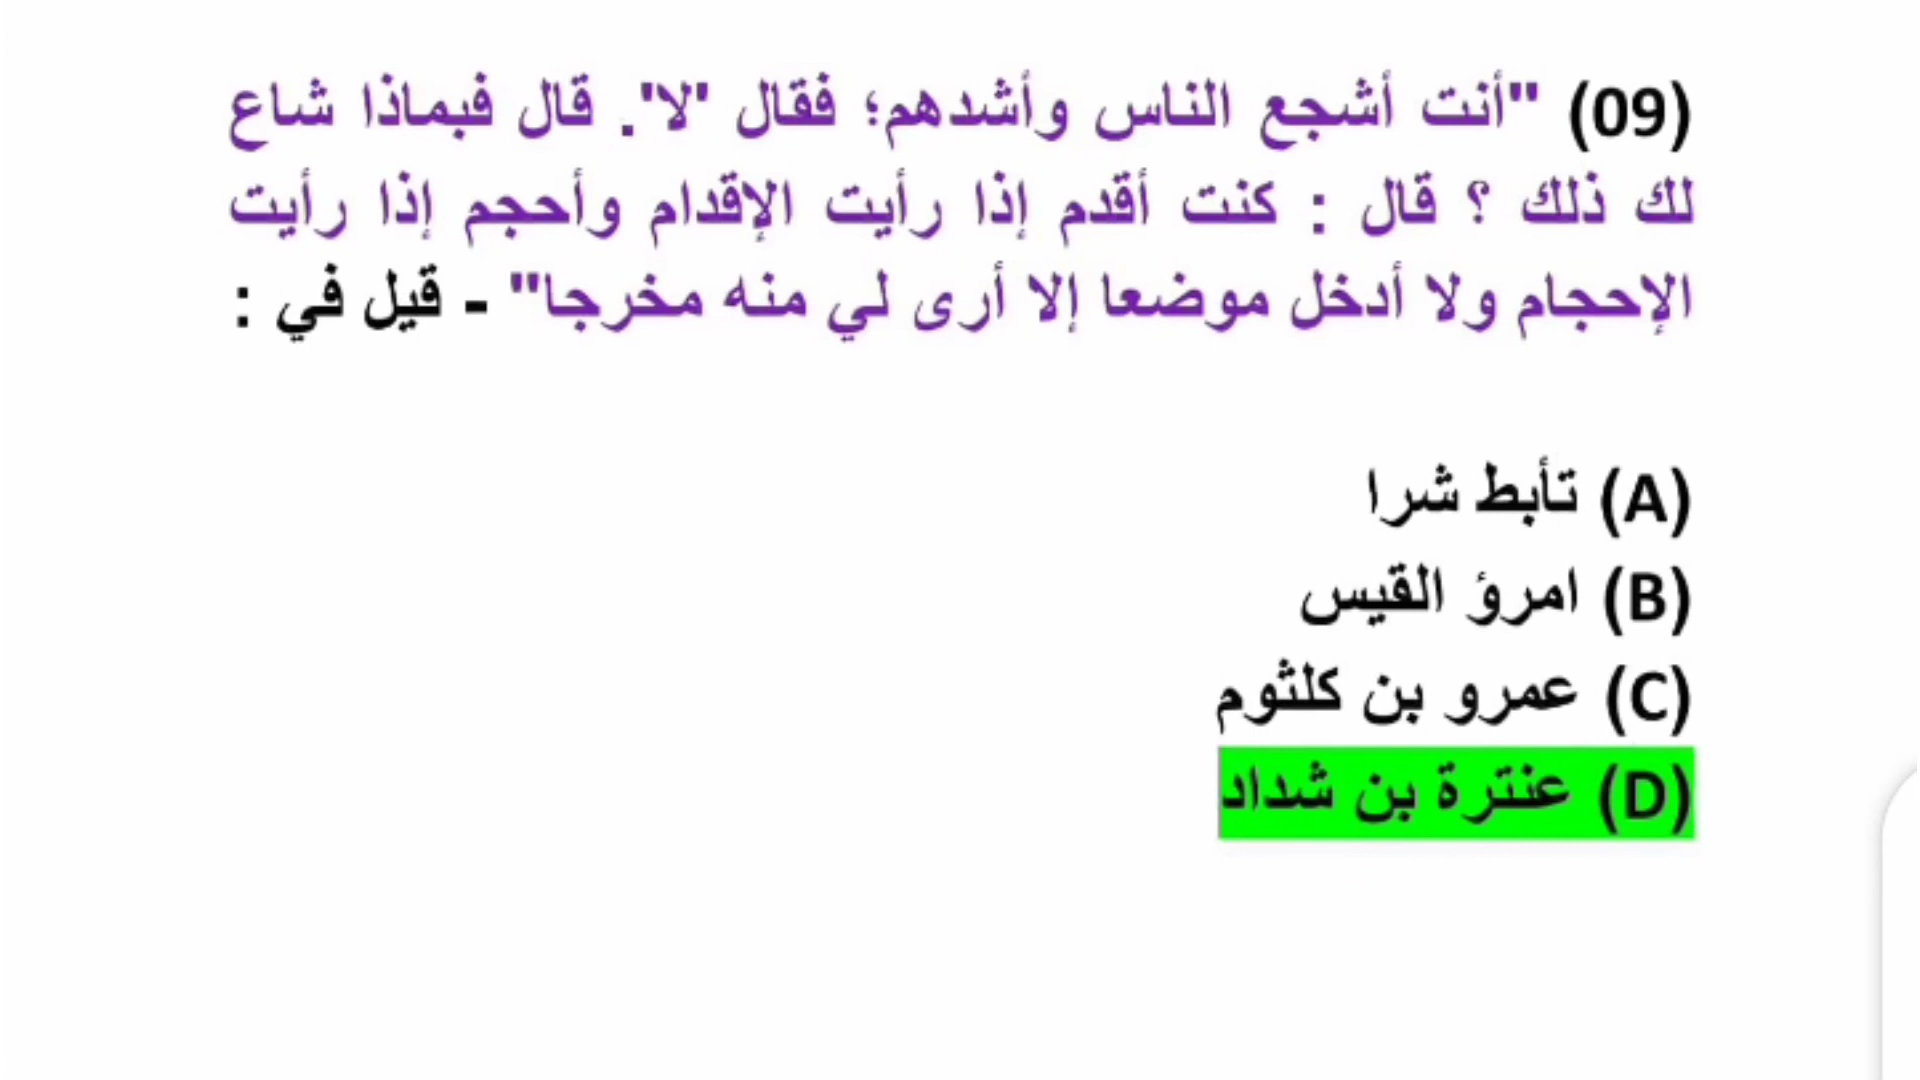 (09) "أنت أشجع الناس وأشدهم؛ فقال 'لا'. قال فبماذا شاع
لك ذلك ؟ قال : كنت أقدم إذا رأيت الإقدام وأحجم إذا رأيت
الإحجام ولا أدخل موضعا إلا أرى لي منه مخرجا" - قيل في :
(A) تأبط شرا
(B) امرؤ القيس
(C) عمرو بن كلثوم
(D) عنترة بن شداد